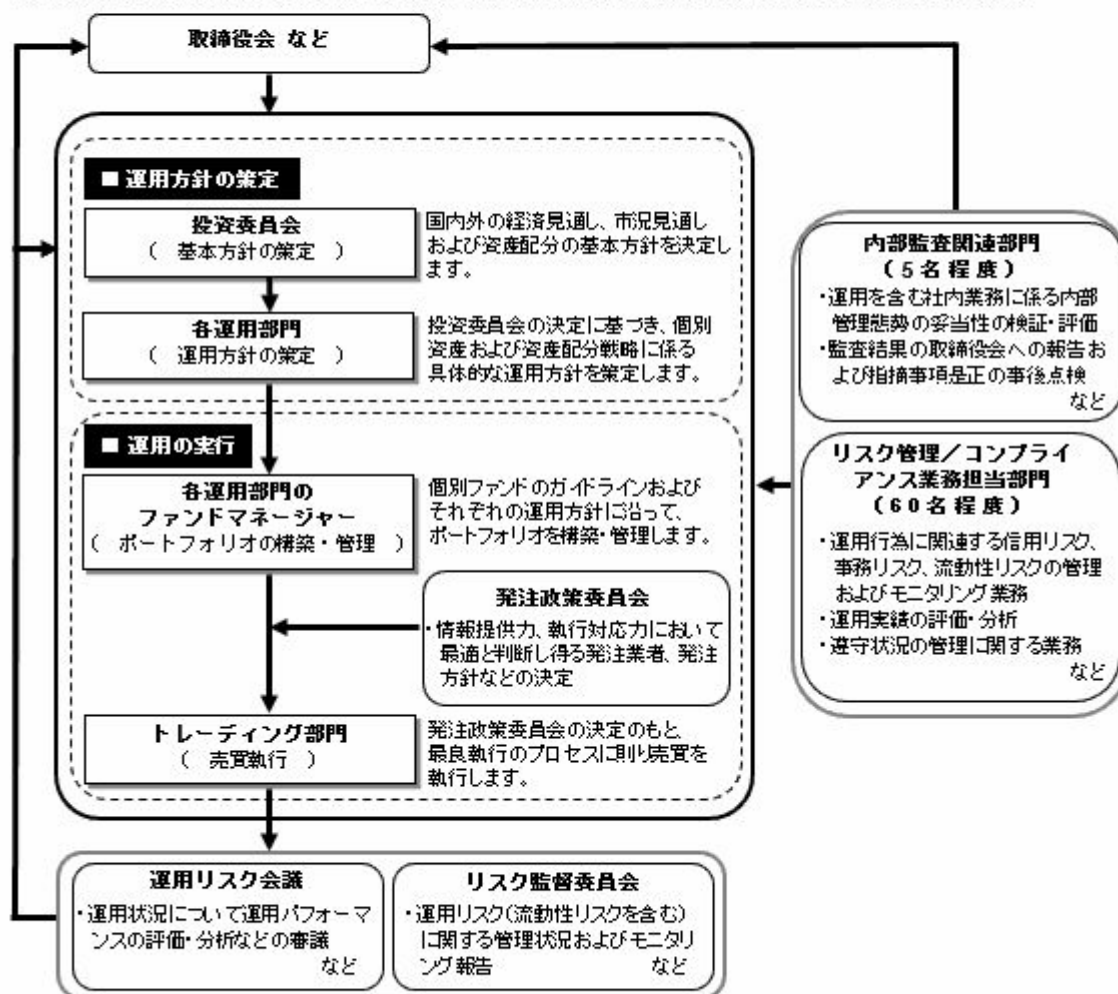 取締役会 など
■ 運用方針の策定
投資委員会
( 基本方針の策定 )
国内外の経済見通し、市況見通し
および資産配分の基本方針を決定し
ます。
各運用部門
( 運用方針の策定 )
投資委員会の決定に基づき、個別
資産および資産配分戦略に係る
具体的な運用方針を策定します。
■ 運用の実行
各運用部門の
ファンドマネージャー
( ポートフォリオの構築・管理 )
個別ファンドのガイドラインおよび
それぞれの運用方針に沿って、
ポートフォリオを構築・管理します。
発注政策委員会
・情報提供力、執行対応力において
最適と判断し得る発注業者、発注
方針などの決定
トレーディング部門
( 売買執行 )
発注政策委員会の決定のもと、
最良執行のプロセスに則り売買を
執行します。
内部監査関連部門
(5名程度)
・運用を含む社内業務に係る内部
管理態勢の妥当性の検証・評価
・監査結果の取締役会への報告お
よび指摘事項是正の事後点検
など
リスク管理/コンプライ
アンス業務担当部門
(60名程度)
・運用行為に関連する信用リスク、
事務リスク、流動性リスクの管理
およびモニタリング業務
・運用実績の評価・分析
・遵守状況の管理に関する業務
など
運用リスク会議
・運用状況について運用パフォーマ
ンスの評価・分析などの審議
など
リスク監督委員会
・運用リスク(流動性リスクを含む)
に関する管理状況およびモニタリ
ング報告 など